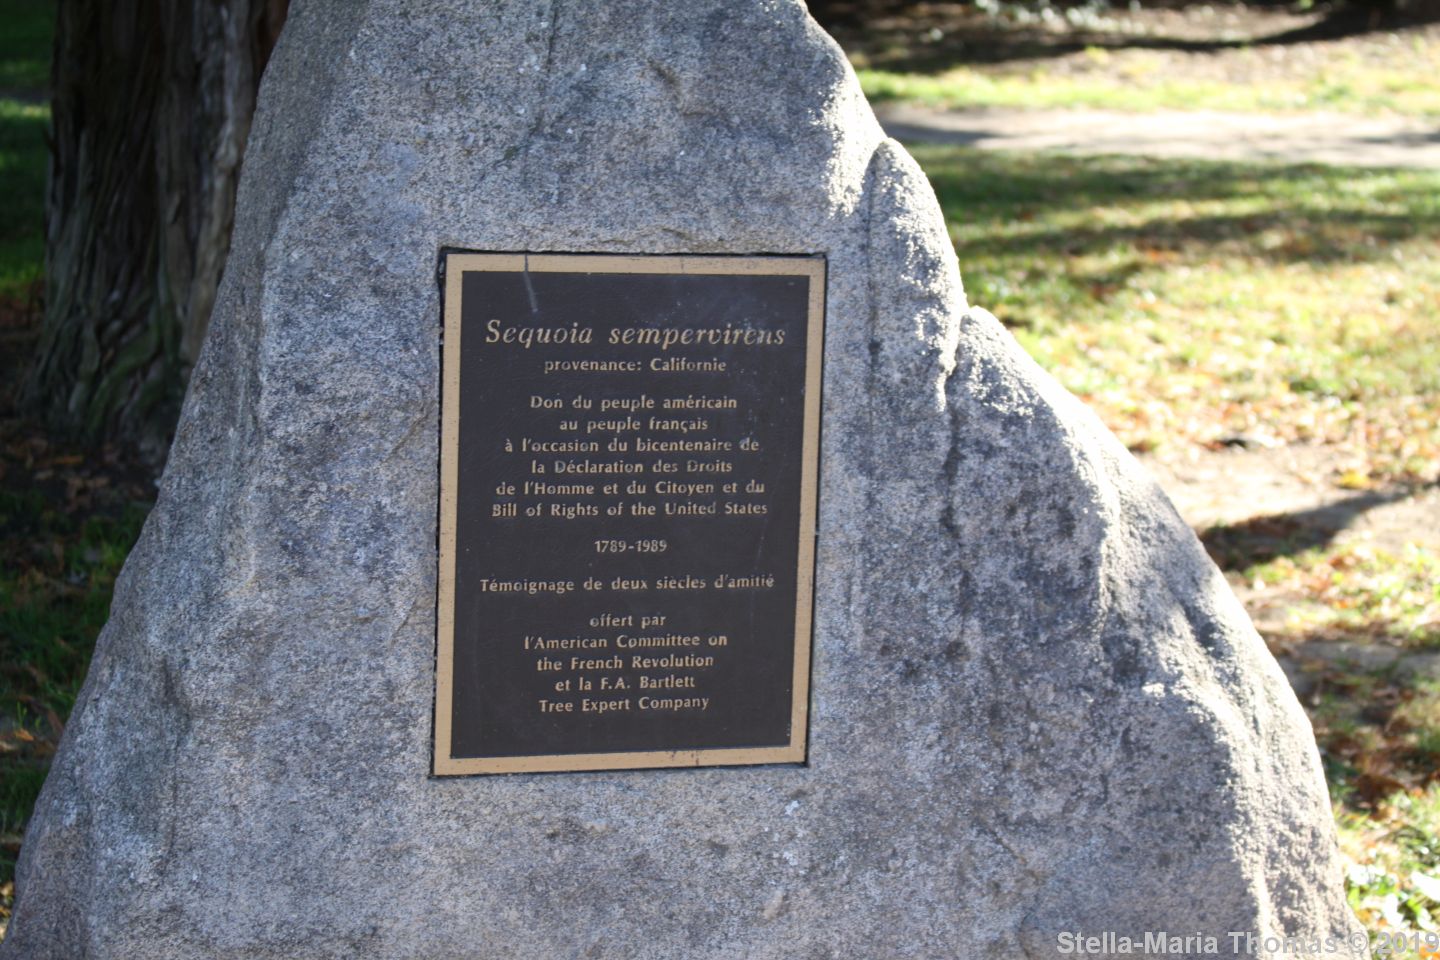 Sequoia sempervirens
provenance: Californie
Don du peuple américain
au peuple français
à l'occasion du bicentenaire de
la Déclaration des Droits
de l'Homme et du Citoyen et du
Bill of Rights of the United States
1789-1989
Témoignage de deux siècles d'amitié
offert par
l'American Committee on
the French Revolution
et la F.A. Bartlett
Tree Expert Company
Stella-Maria Thomas © 2019